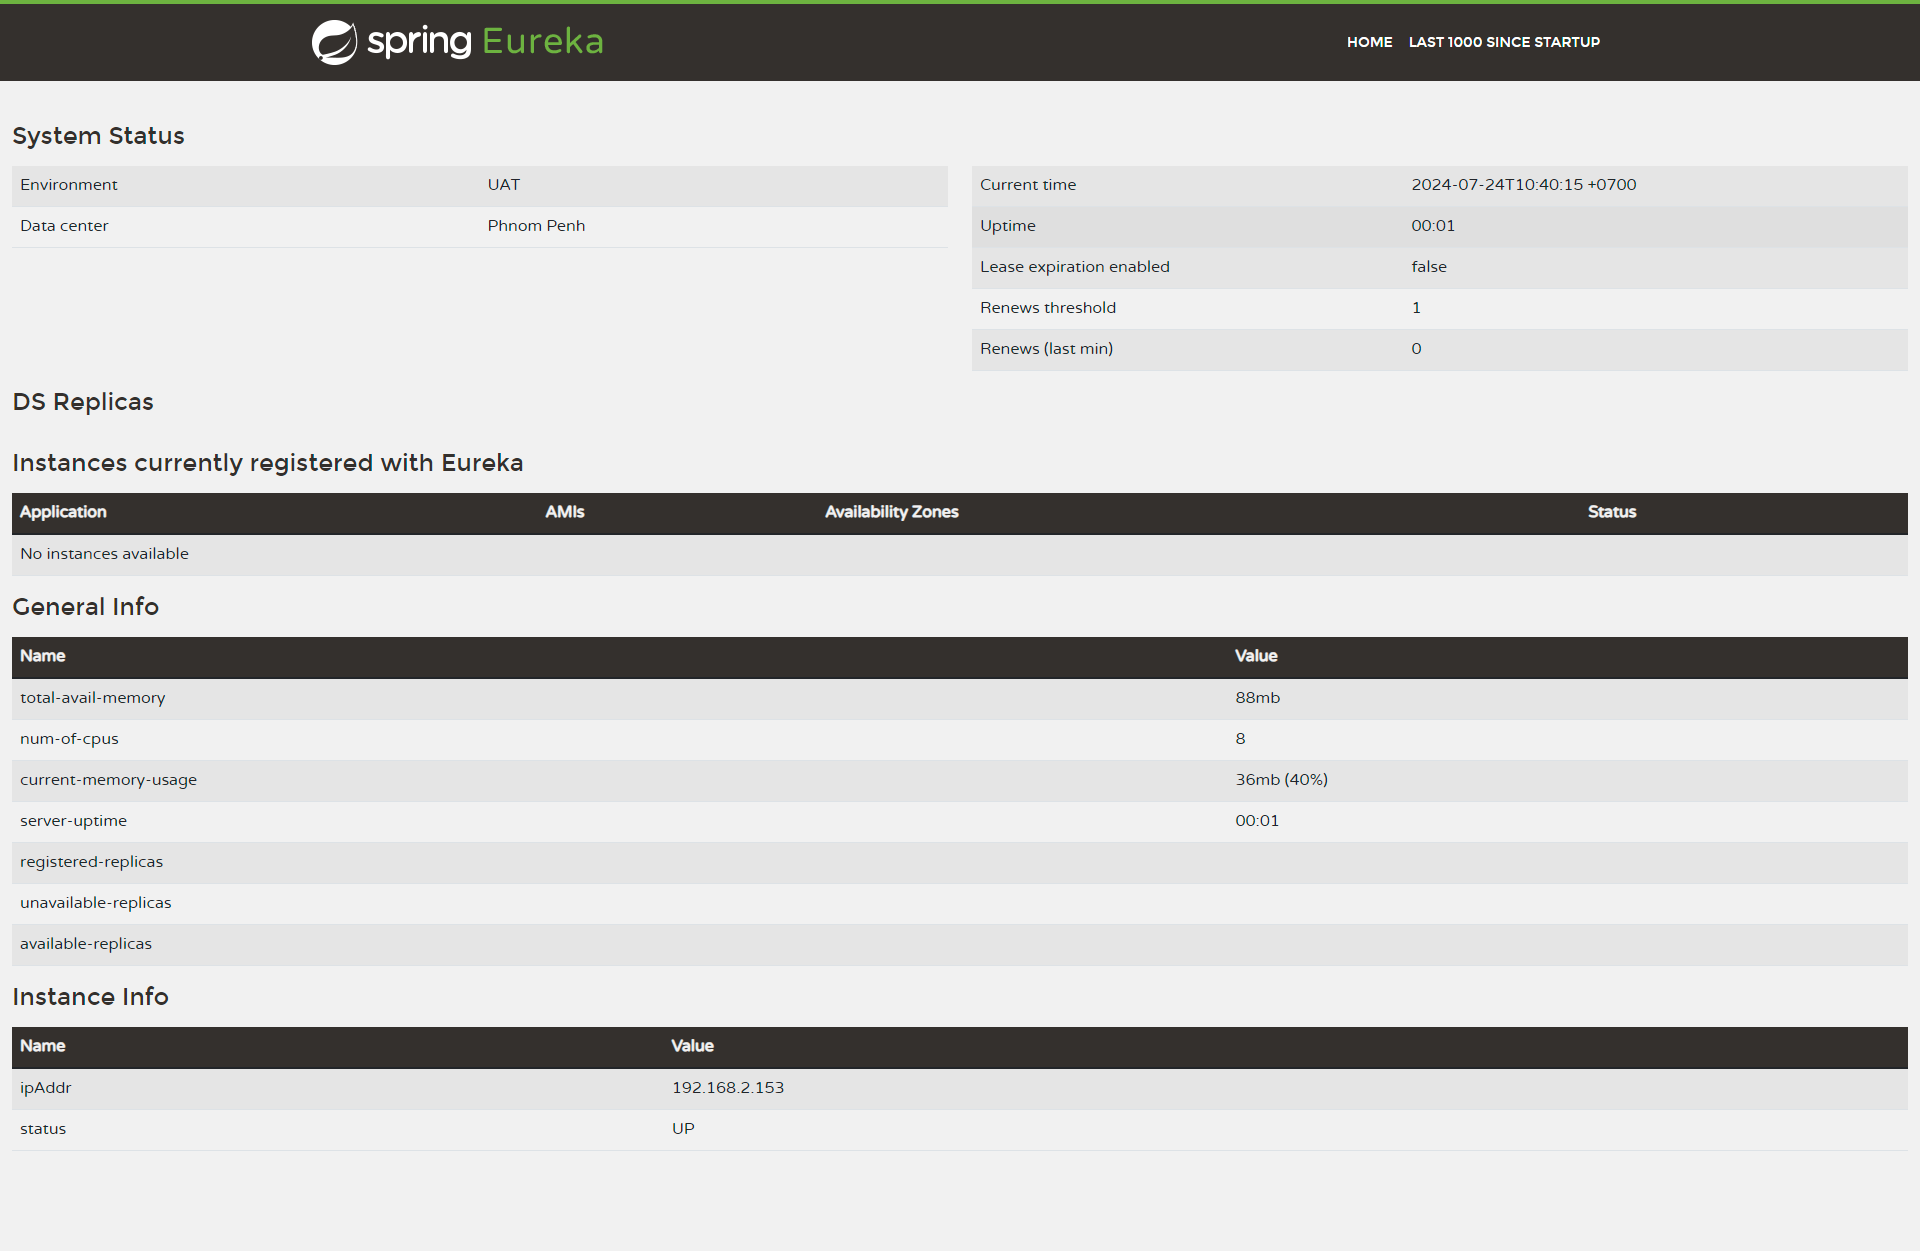 spring Eureka
HOME LAST 1000 SINCE STARTUP
System Status
Environment UAT
Data center Phnom Penh
Current time 2024-07-24T10:40:15 +0700
Uptime 00:01
Lease expiration enabled false
Renews threshold 1
Renews (last min) 0
DS Replicas
Instances currently registered with Eureka
Application AMIs Availability Zones Status
No instances available
General Info
Name Value
total-avail-memory 88mb
num-of-cpus 8
current-memory-usage 36mb (40%)
server-uptime 00:01
registered-replicas
unavailable-replicas
available-replicas
Instance Info
Name Value
ipAddr 192.168.2.153
status UP